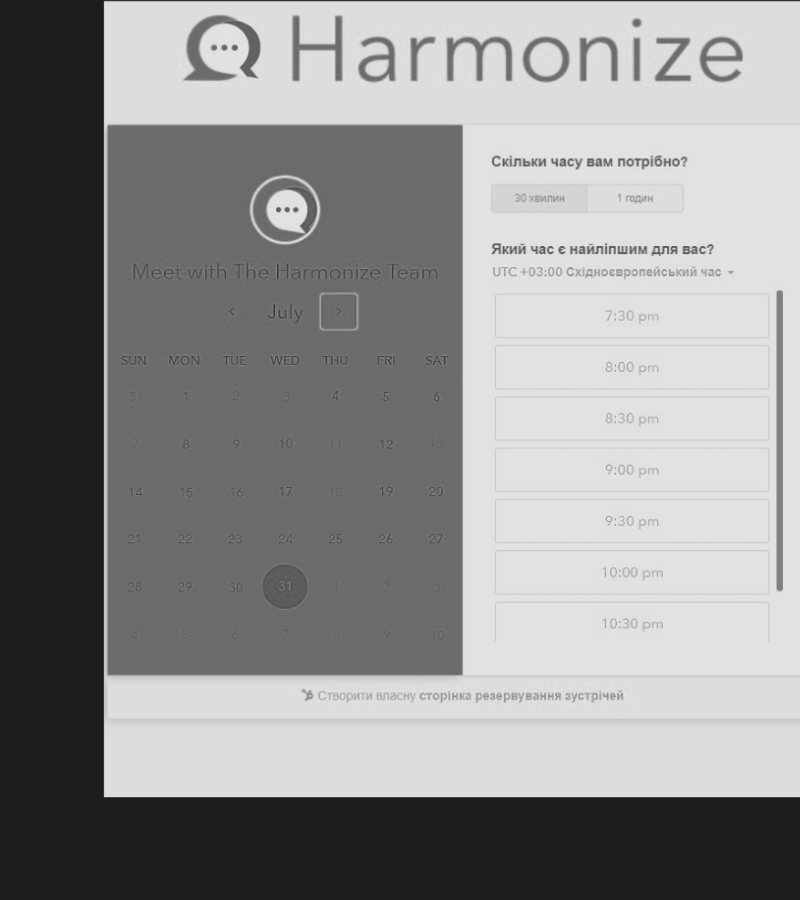 Harmonize
Meet with The Harmonize Team
July
SUN MON TUE WED THU FRI SAT
31 1 2 3 4 5 6
7 8 9 10 11 12 13
14 15 16 17 18 19 20
21 22 23 24 25 26 27
28 29 30 31 1 2 3
4 5 6 7 8 9 10
Скільки часу вам потрібно?
30 хвилин 1 годин
Який час є найліпшим для вас?
UTC +03:00 Східноєвропейський час
7:30 pm
8:00 pm
8:30 pm
9:00 pm
9:30 pm
10:00 pm
10:30 pm
Створити власну сторінка резервування зустрічей